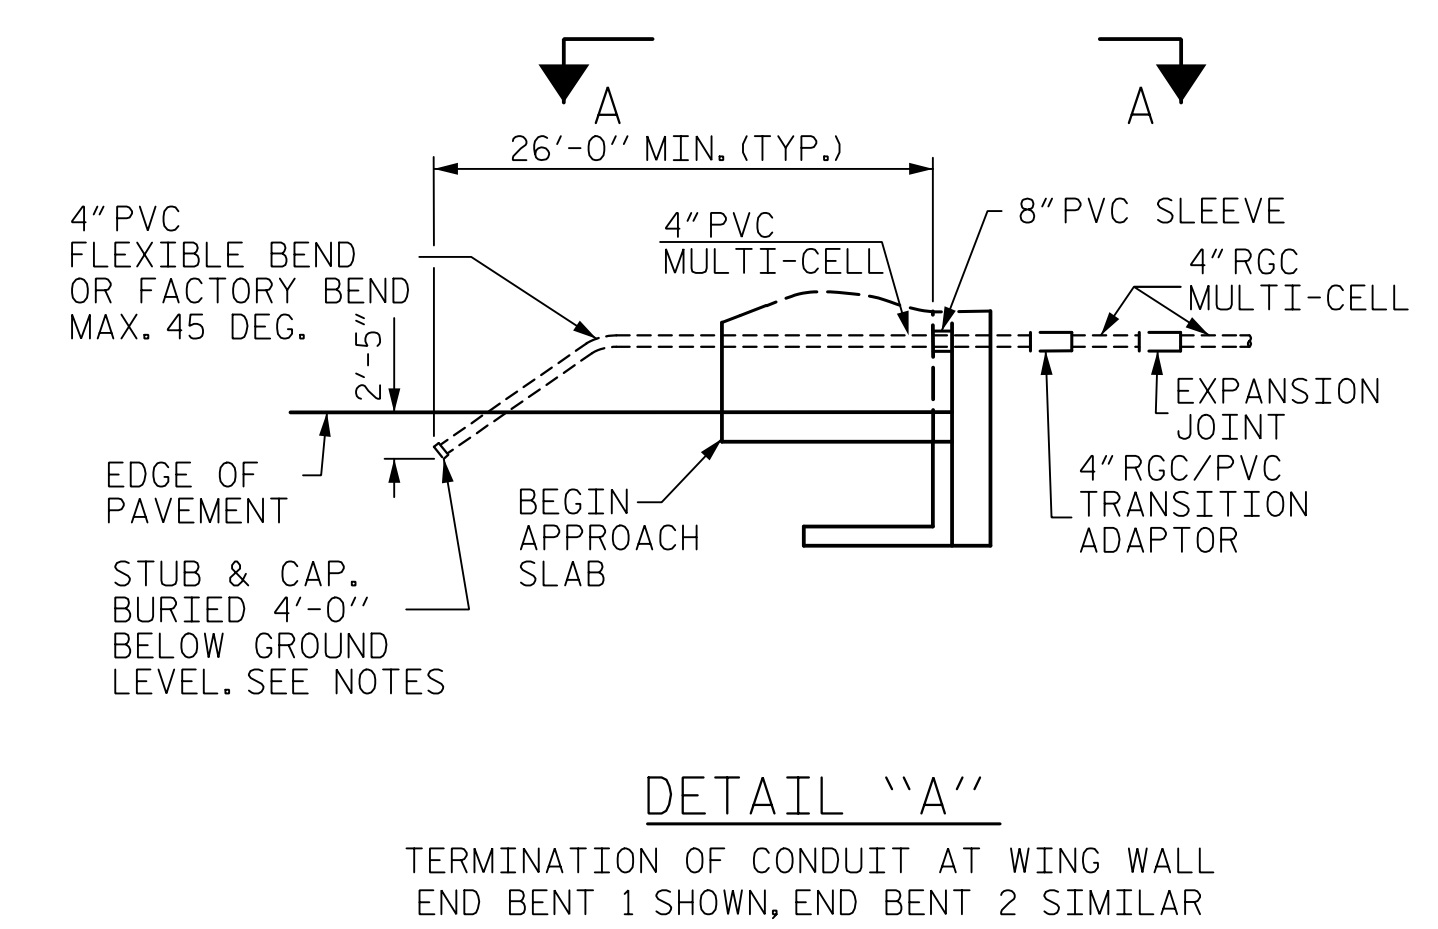 A
A
26'-0" MIN. (TYP.)
4" PVC
FLEXIBLE BEND
OR FACTORY BEND
MAX. 45 DEG.
2'-5"
4" PVC
MULTI-CELL
8" PVC SLEEVE
4" RGC
MULTI-CELL
EXPANSION
JOINT
4" RGC/PVC
TRANSITION
ADAPTOR
EDGE OF
PAVEMENT
BEGIN
APPROACH
SLAB
STUB & CAP.
BURIED 4'-0"
BELOW GROUND
LEVEL. SEE NOTES
DETAIL "A"
TERMINATION OF CONDUIT AT WING WALL
END BENT 1 SHOWN, END BENT 2 SIMILAR